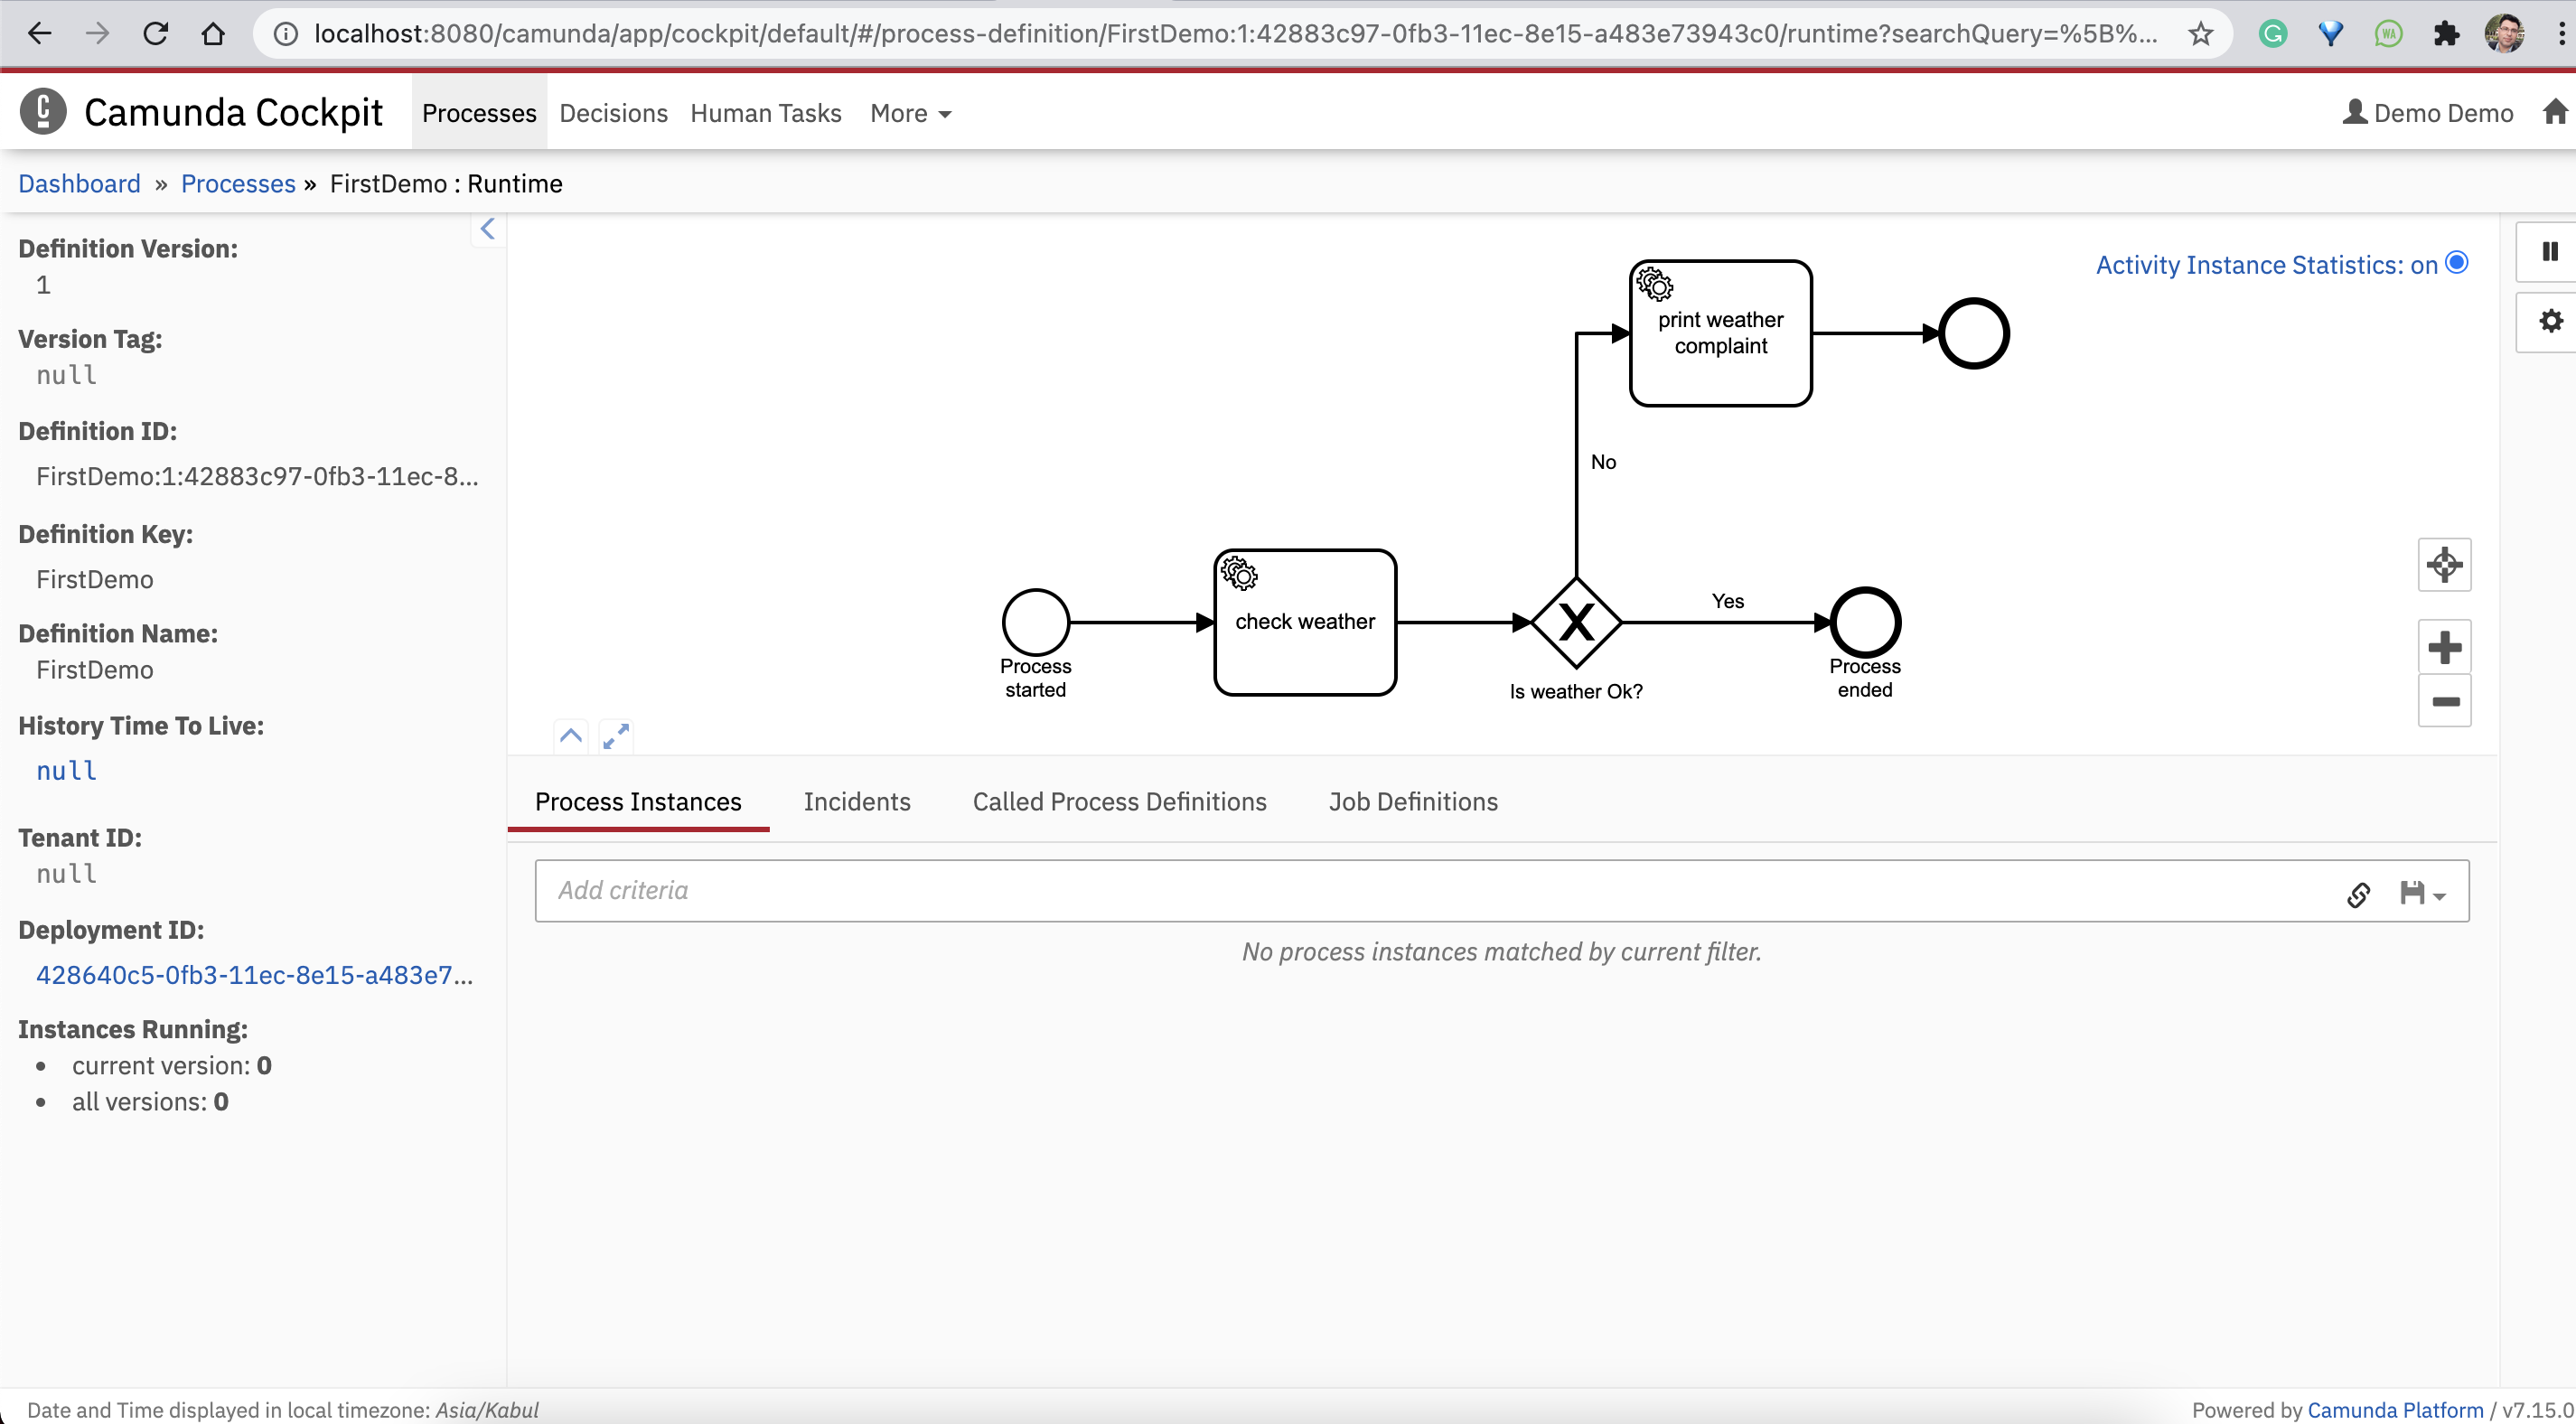 localhost:8080/camunda/app/cockpit/default/#/process-definition/FirstDemo:1:42883c97-0fb3-11ec-8e15-a483e73943c0/runtime?searchQuery=%5B%...
Camunda Cockpit Processes Decisions Human Tasks More Demo Demo
Dashboard » Processes » FirstDemo : Runtime
Definition Version:
1
Version Tag:
null
Definition ID:
FirstDemo:1:42883c97-0fb3-11ec-8...
Definition Key:
FirstDemo
Definition Name:
FirstDemo
History Time To Live:
null
Tenant ID:
null
Deployment ID:
428640c5-0fb3-11ec-8e15-a483e7...
Instances Running:
• current version: 0
• all versions: 0
Activity Instance Statistics: on
print weather
complaint
No
Process
started
check weather
Is weather Ok?
Yes
Process
ended
Process Instances Incidents Called Process Definitions Job Definitions
Add criteria
No process instances matched by current filter.
Date and Time displayed in local timezone: Asia/Kabul
Powered by Camunda Platform / v7.15.0